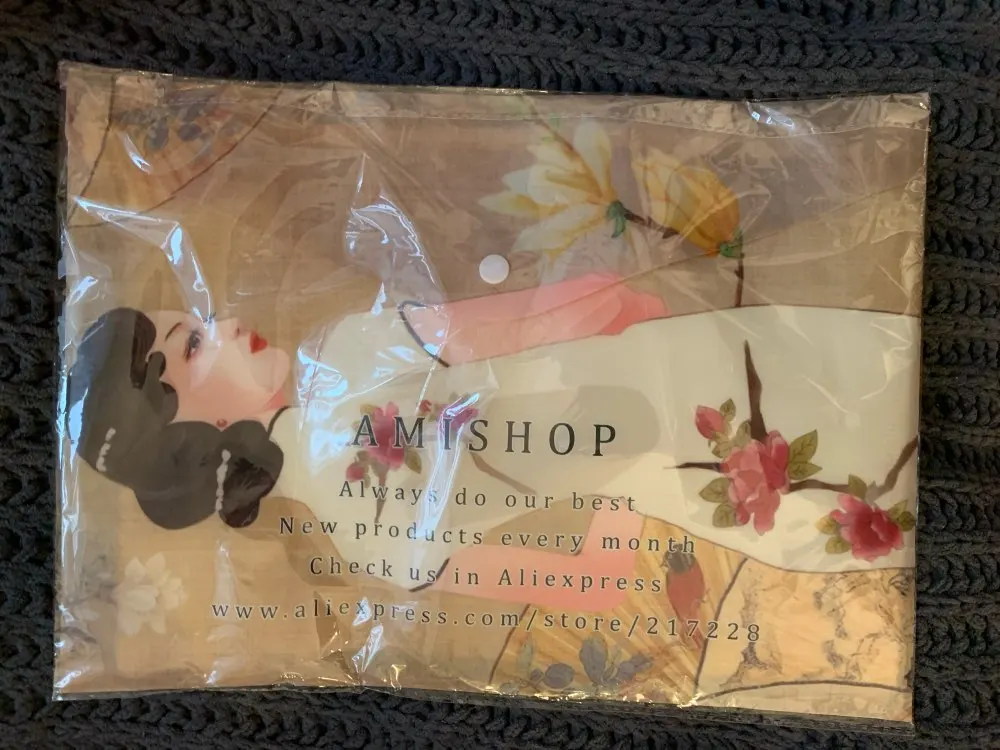 AMISHOP
Always do our best
New products every month
Check us in Aliexpress
www.aliexpress.com/store/217228